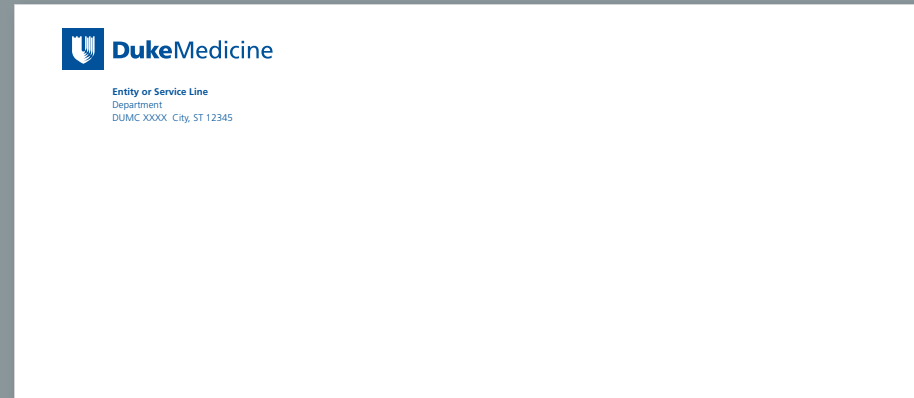 DukeMedicine
Entity or Service Line
Department
DUMC XXXX  City, ST 12345